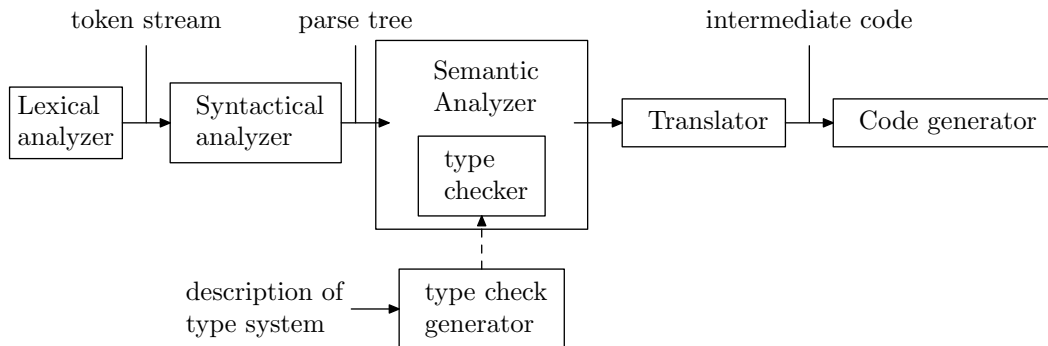 token stream
parse tree
intermediate code
Lexical
analyzer
Syntactical
analyzer
Semantic
Analyzer
type
checker
Translator
Code generator
description of
type system
type check
generator